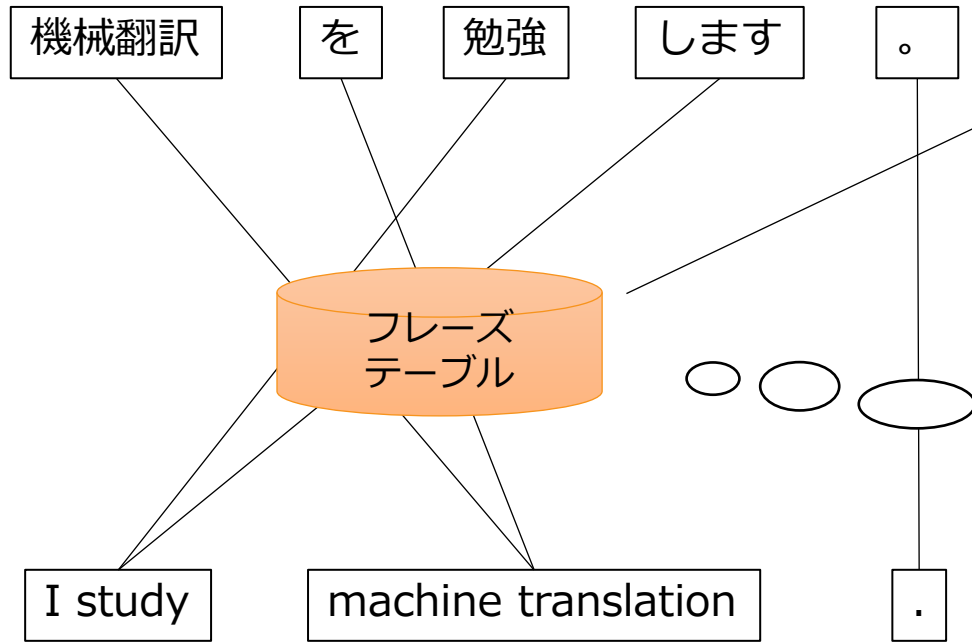 機械翻訳 を 勉強 します 。
フレーズ
テーブル
I study machine translation .